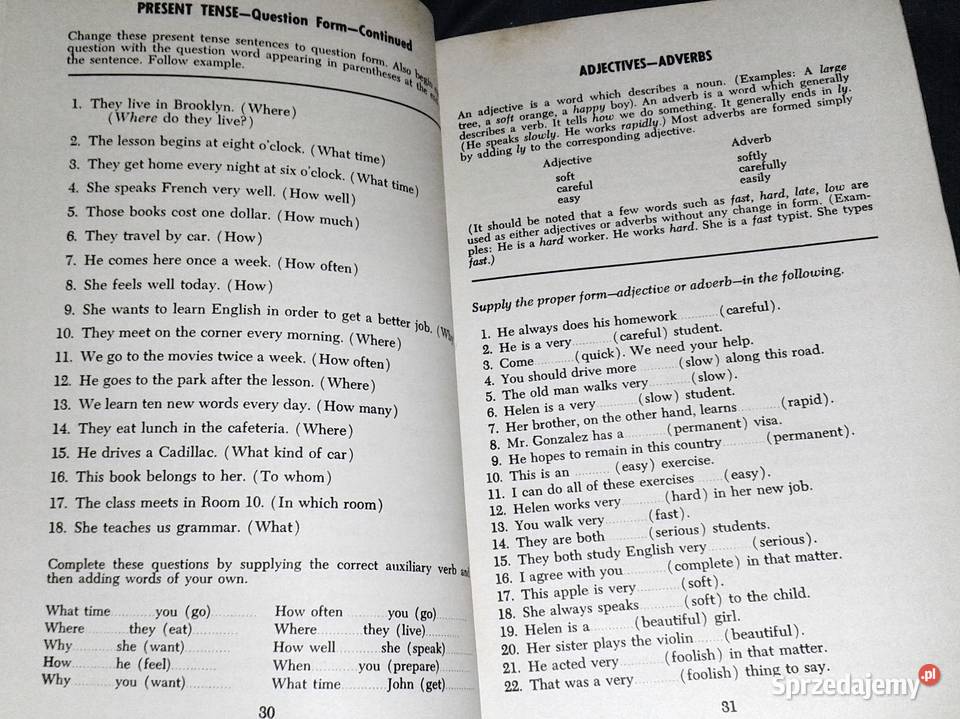 PRESENT TENSE—Question Form—Continued
Change these present tense sentences to question form. Also begin
question with the question word appearing in parentheses at the
the sentence. Follow example.
1. They live in Brooklyn. (Where)
(Where do they live?)
2. The lesson begins at eight o'clock. (What time)
3. They get home every night at six o'clock. (What time)
4. She speaks French very well. (How well)
5. Those books cost one dollar. (How much)
6. They travel by car. (How)
7. He comes here once a week. (How often)
8. She feels well today. (How)
9. She wants to learn English in order to get a better job.
10. They meet on the corner every morning. (Where)
11. We go to the movies twice a week. (How often)
12. He goes to the park after the lesson. (Where)
13. We learn ten new words every day. (How many)
14. They eat lunch in the cafeteria. (Where)
15. He drives a Cadillac. (What kind of car)
16. This book belongs to her. (To whom)
17. The class meets in Room 10. (In which room)
18. She teaches us grammar. (What)
Complete these questions by supplying the correct auxiliary verb and
then adding words of your own.
What time ........ you (go) ........ How often ........ you (go) ........
Where ........ they (eat) ........ Where ........ they (live) ........
Why ........ she (want) ........ How well ........ she (speak) ........
How ........ he (feel) ........ When ........ you (prepare) ........
Why ........ you (want) ........ What time ........ John (get) ........
30
ADJECTIVES—ADVERBS
An adjective is a word which describes a noun. (Examples: A large
tree, a soft orange, a happy boy). An adverb is a word which generally
describes a verb. It tells how we do something. It generally ends in ly.
(He speaks slowly. He works rapidly.) Most adverbs are formed simply
by adding ly to the corresponding adjective.
Adjective Adverb
soft softly
careful carefully
easy easily
(It should be noted that a few words such as fast, hard, late, low are
used as either adjectives or adverbs without any change in form. (Exam-
ples: He is a hard worker. He works hard. She is a fast typist. She types
fast.)
Supply the proper form—adjective or adverb—in the following.
1. He always does his homework ........ (careful).
2. He is a very ........ (careful) student.
3. Come ........ (quick). We need your help.
4. You should drive more ........ (slow) along this road.
5. The old man walks very ........ (slow).
6. Helen is a very ........ (slow) student.
7. Her brother, on the other hand, learns ........ (rapid).
8. Mr. Gonzalez has a ........ (permanent) visa.
9. He hopes to remain in this country ........ (permanent).
10. This is an ........ (easy) exercise.
11. I can do all of these exercises ........ (easy).
12. Helen works very ........ (hard) in her new job.
13. You walk very ........ (fast).
14. They are both ........ (serious) students.
15. They both study English very ........ (serious).
16. I agree with you ........ (complete) in that matter.
17. This apple is very ........ (soft).
18. She always speaks ........ (soft) to the child.
19. Helen is a ........ (beautiful) girl.
20. Her sister plays the violin ........ (beautiful).
21. He acted very ........ (foolish) in that matter.
22. That was a very ........ (foolish) thing to say.
31
Sprzedajemy.pl